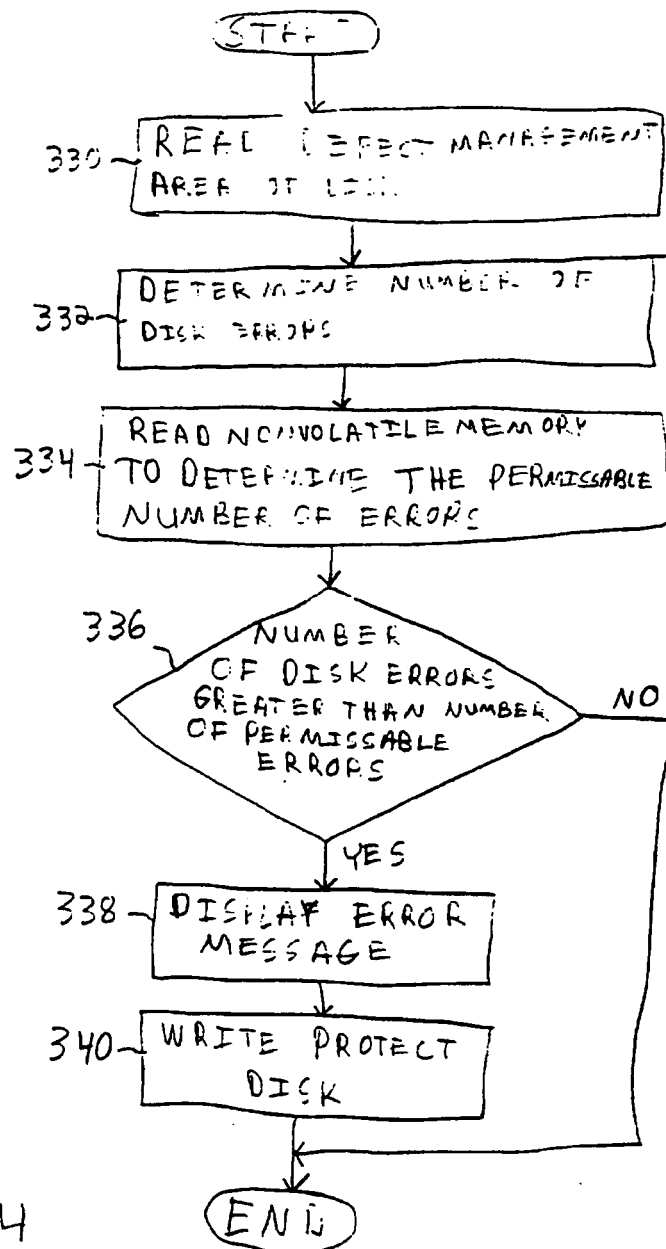 START
330
READ DEFECT MANAGEMENT
AREA OF DISK
332
DETERMINE NUMBER OF
DISK ERRORS
334
READ NONVOLATILE MEMORY
TO DETERMINE THE PERMISSABLE
NUMBER OF ERRORS
336
NUMBER
OF DISK ERRORS
GREATER THAN NUMBER
OF PERMISSABLE
ERRORS
NO
YES
338
DISPLAY ERROR
MESSAGE
340
WRITE PROTECT
DISK
END
4